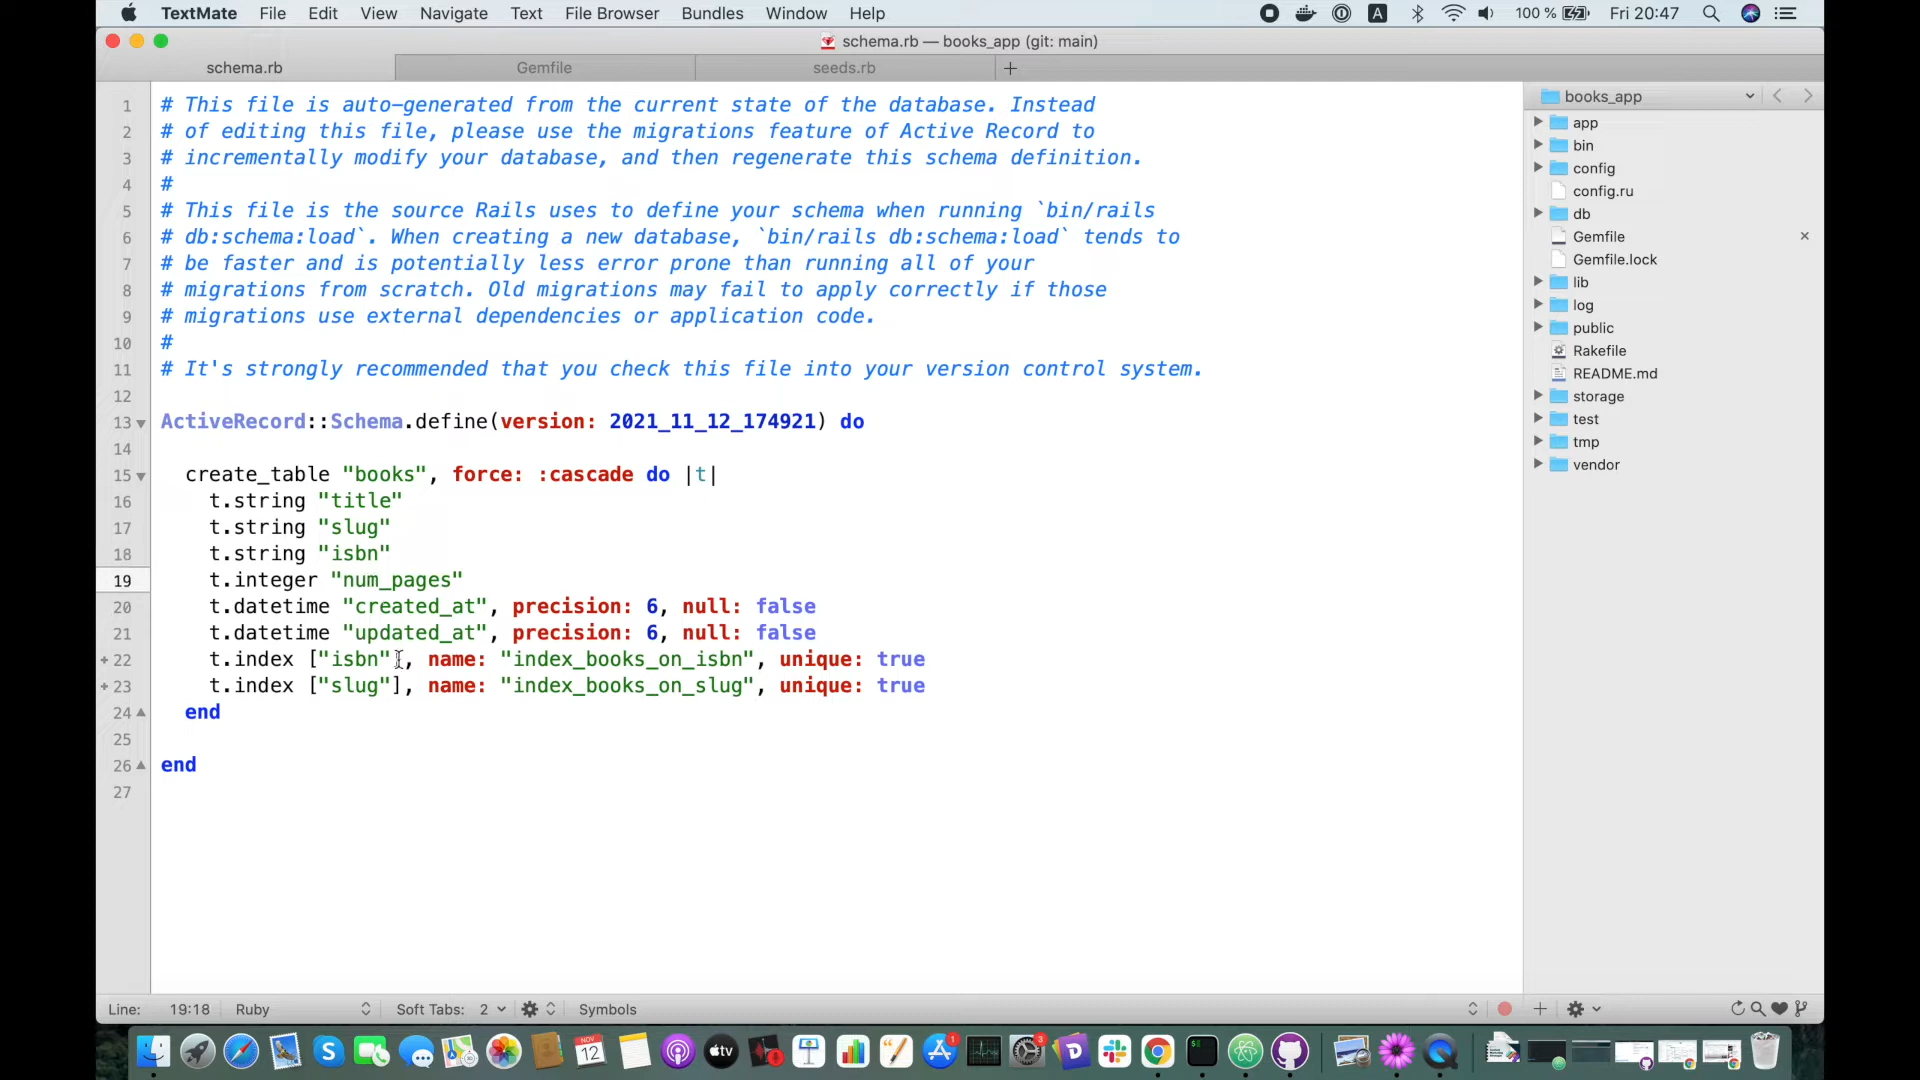 TextMate File Edit View Navigate Text File Browser Bundles Window Help 100 % Fri 20:47
schema.rb — books_app (git: main)
schema.rb Gemfile seeds.rb
1 # This file is auto-generated from the current state of the database. Instead
2 # of editing this file, please use the migrations feature of Active Record to
3 # incrementally modify your database, and then regenerate this schema definition.
4 #
5 # This file is the source Rails uses to define your schema when running `bin/rails
6 # db:schema:load`. When creating a new database, `bin/rails db:schema:load` tends to
7 # be faster and is potentially less error prone than running all of your
8 # migrations from scratch. Old migrations may fail to apply correctly if those
9 # migrations use external dependencies or application code.
10 #
11 # It's strongly recommended that you check this file into your version control system.
12
13 ActiveRecord::Schema.define(version: 2021_11_12_174921) do
14
15 create_table "books", force: :cascade do |t|
16 t.string "title"
17 t.string "slug"
18 t.string "isbn"
19 t.integer "num_pages"
20 t.datetime "created_at", precision: 6, null: false
21 t.datetime "updated_at", precision: 6, null: false
22 t.index ["isbn"], name: "index_books_on_isbn", unique: true
23 t.index ["slug"], name: "index_books_on_slug", unique: true
24 end
25
26 end
27
books_app
app
bin
config
config.ru
db
Gemfile
Gemfile.lock
lib
log
public
Rakefile
README.md
storage
test
tmp
vendor
Line: 19:18 Ruby Soft Tabs: 2 Symbols
NOV 12
tv
1
3